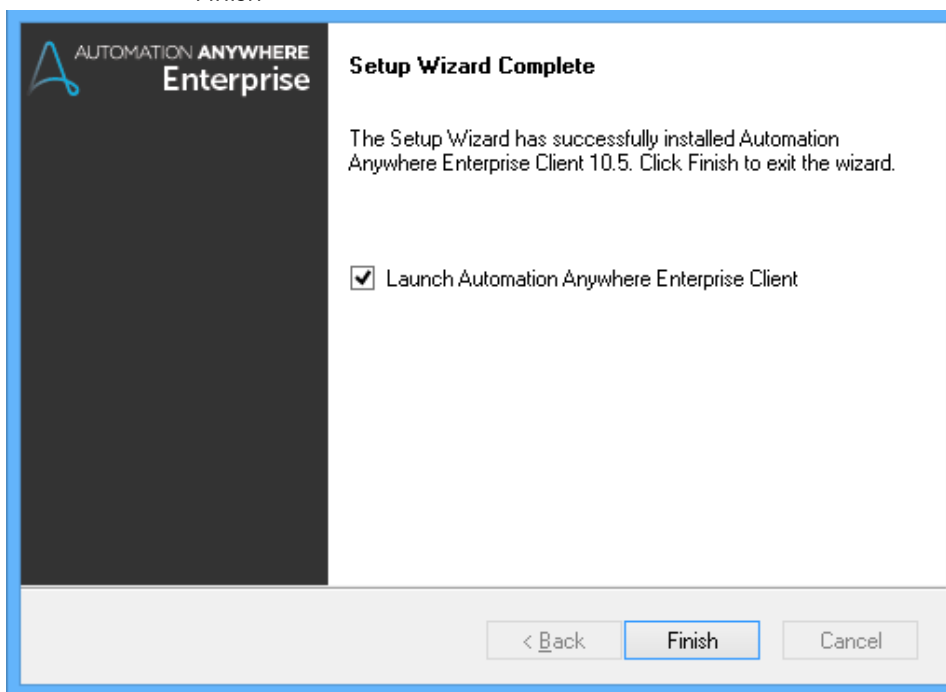 Finish
AUTOMATION ANYWHERE
Enterprise
Setup Wizard Complete
The Setup Wizard has successfully installed Automation
Anywhere Enterprise Client 10.5. Click Finish to exit the wizard.
Launch Automation Anywhere Enterprise Client
< Back
Finish
Cancel